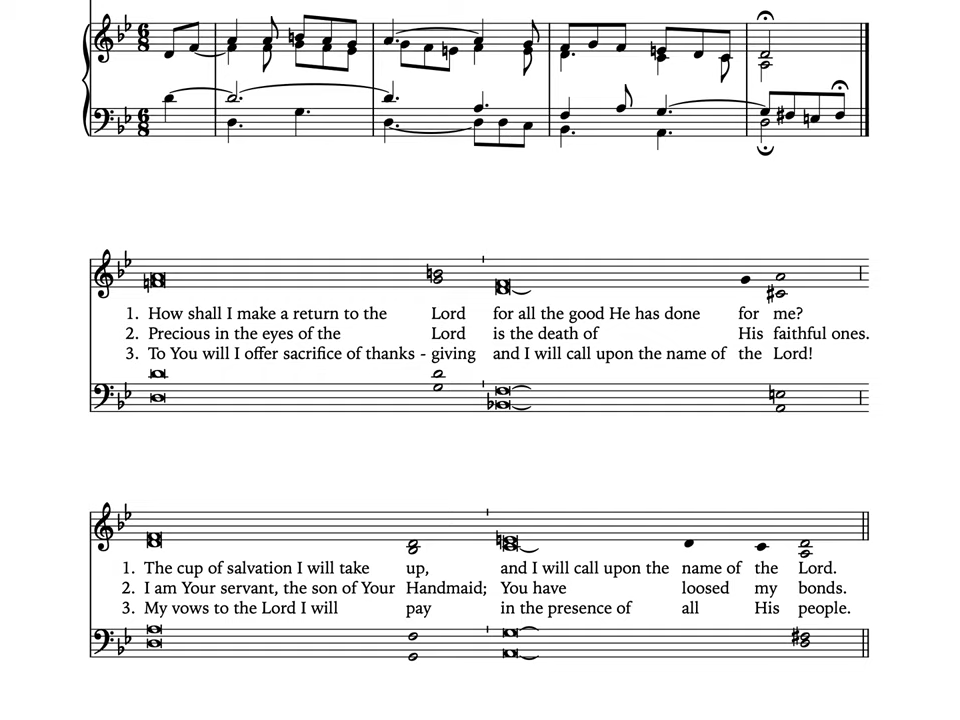 6 8
6 8
1. How shall I make a return to the Lord for all the good He has done for me?
2. Precious in the eyes of the Lord is the death of His faithful ones.
3. To You will I offer sacrifice of thanks - giving and I will call upon the name of the Lord!
1. The cup of salvation I will take up, and I will call upon the name of the Lord.
2. I am Your servant, the son of Your Handmaid; You have loosed my bonds.
3. My vows to the Lord I will pay in the presence of all His people.